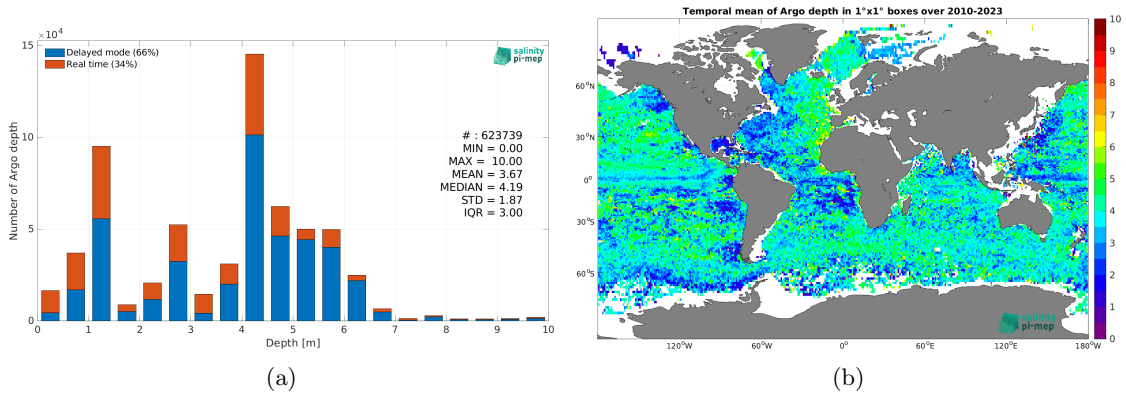 ×10⁴
15
10
5
0
Number of Argo depth
Delayed mode (66%)
Real time (34%)
salinity
pi-mep
# : 623739
MIN = 0.00
MAX = 10.00
MEAN = 3.67
MEDIAN = 4.19
STD = 1.87
IQR = 3.00
0 1 2 3 4 5 6 7 8 9 10
Depth [m]
(a)
Temporal mean of Argo depth in 1°x1° boxes over 2010-2023
60°N
30°N
0°
30°S
60°S
120°W 60°W 0° 60°E 120°E 180°W
salinity
pi-mep
10
9
8
7
6
5
4
3
2
1
0
(b)